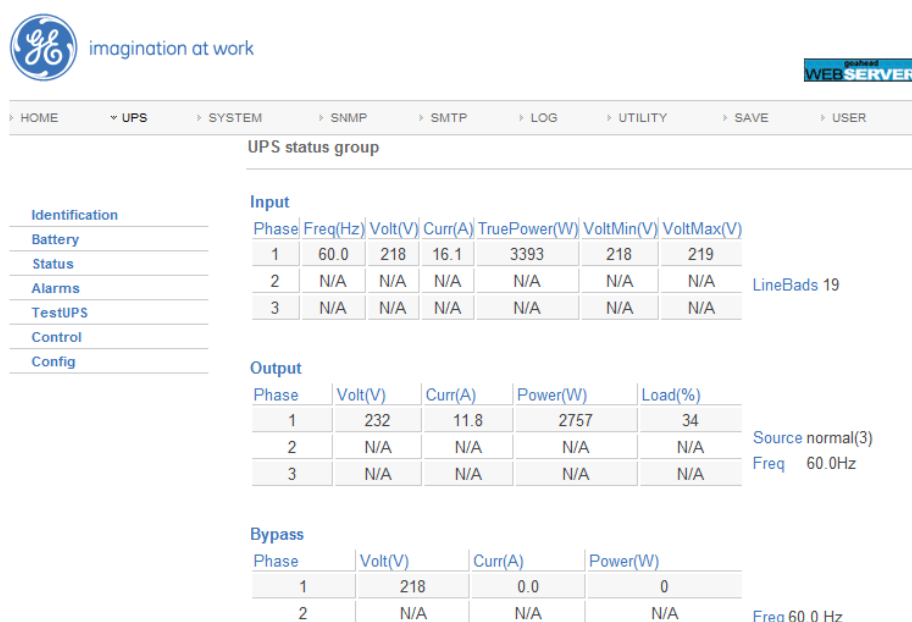 GE imagination at work
goahead
WEBSERVER
HOME UPS SYSTEM SNMP SMTP LOG UTILITY SAVE USER
UPS status group
Identification
Battery
Status
Alarms
TestUPS
Control
Config
Input
Phase Freq(Hz) Volt(V) Curr(A) TruePower(W) VoltMin(V) VoltMax(V)
1 60.0 218 16.1 3393 218 219
2 N/A N/A N/A N/A N/A N/A
3 N/A N/A N/A N/A N/A N/A
LineBads 19
Output
Phase Volt(V) Curr(A) Power(W) Load(%)
1 232 11.8 2757 34
2 N/A N/A N/A N/A
3 N/A N/A N/A N/A
Source normal(3)
Freq 60.0Hz
Bypass
Phase Volt(V) Curr(A) Power(W)
1 218 0.0 0
2 N/A N/A N/A
Freq 60.0 Hz